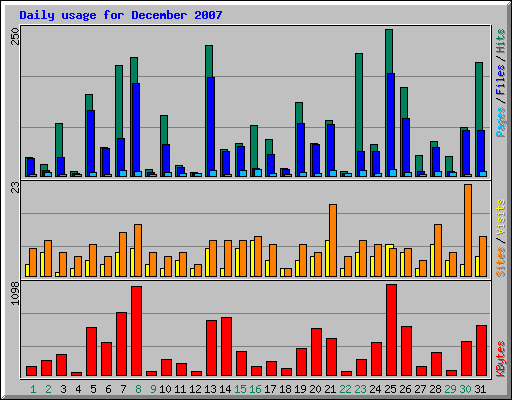 Daily usage for December 2007
250
Pages / Files / Hits
23
Sites / Visits
1098
KBytes
1 2 3 4 5 6 7 8 9 10 11 12 13 14 15 16 17 18 19 20 21 22 23 24 25 26 27 28 29 30 31